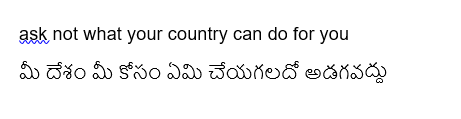 ask not what your country can do for you
మీ దేశం మీ కోసం ఏమి చేయగలదో అడగవద్దు